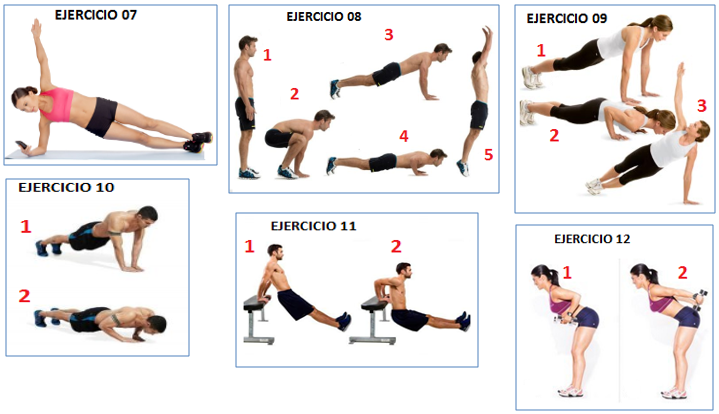 EJERCICIO 07
EJERCICIO 08
1
2
3
4
5
EJERCICIO 09
1
2
3
EJERCICIO 10
1
2
EJERCICIO 11
1
2
EJERCICIO 12
1
2